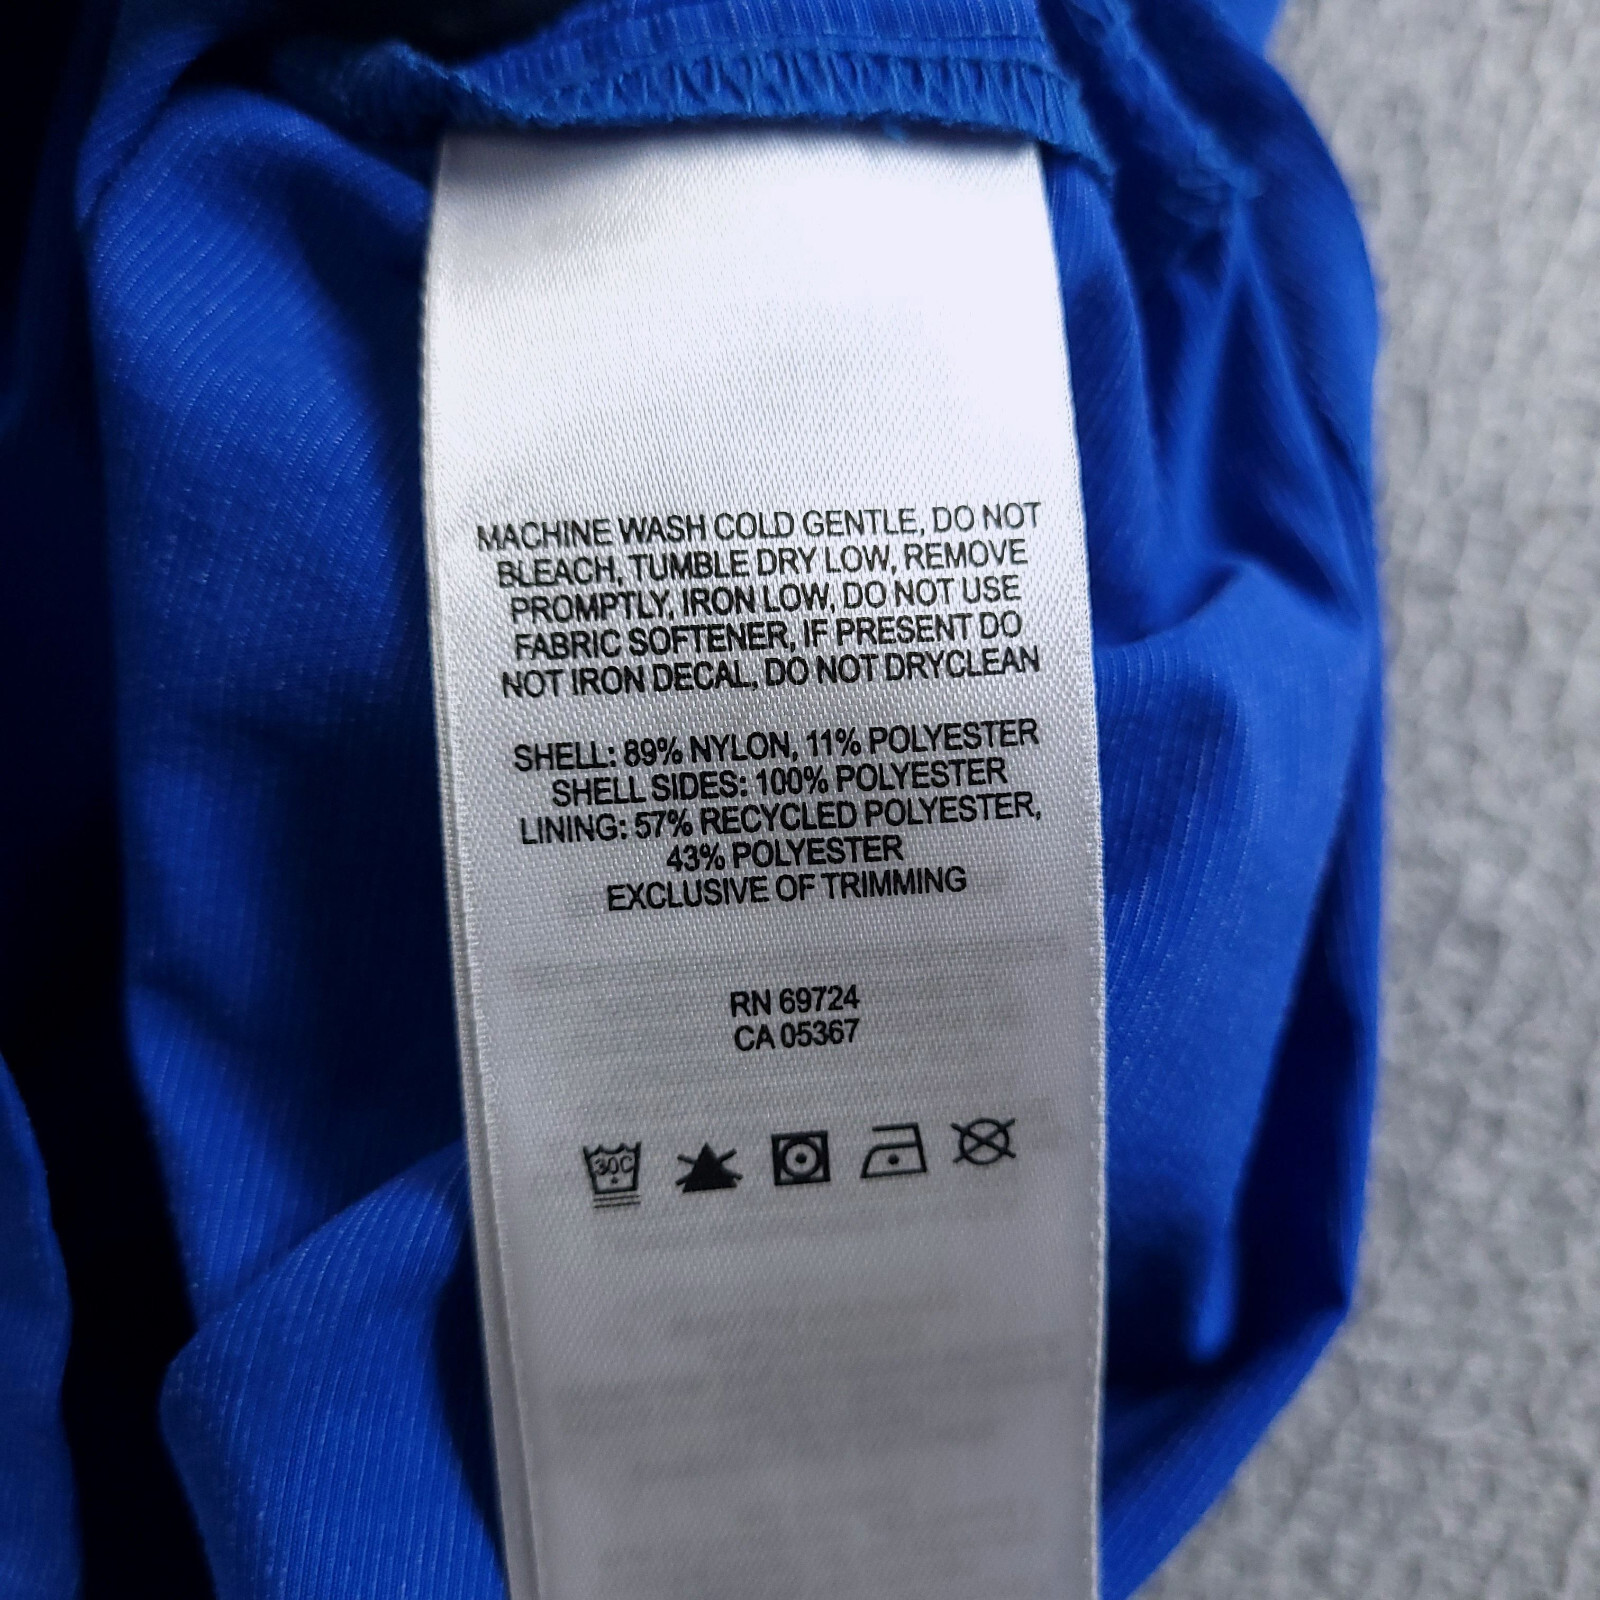 MACHINE WASH COLD GENTLE, DO NOT
BLEACH, TUMBLE DRY LOW, REMOVE
PROMPTLY, IRON LOW, DO NOT USE
FABRIC SOFTENER, IF PRESENT DO
NOT IRON DECAL, DO NOT DRYCLEAN
SHELL: 89% NYLON, 11% POLYESTER
SHELL SIDES: 100% POLYESTER
LINING: 57% RECYCLED POLYESTER,
43% POLYESTER
EXCLUSIVE OF TRIMMING
RN 69724
CA 05367
30C